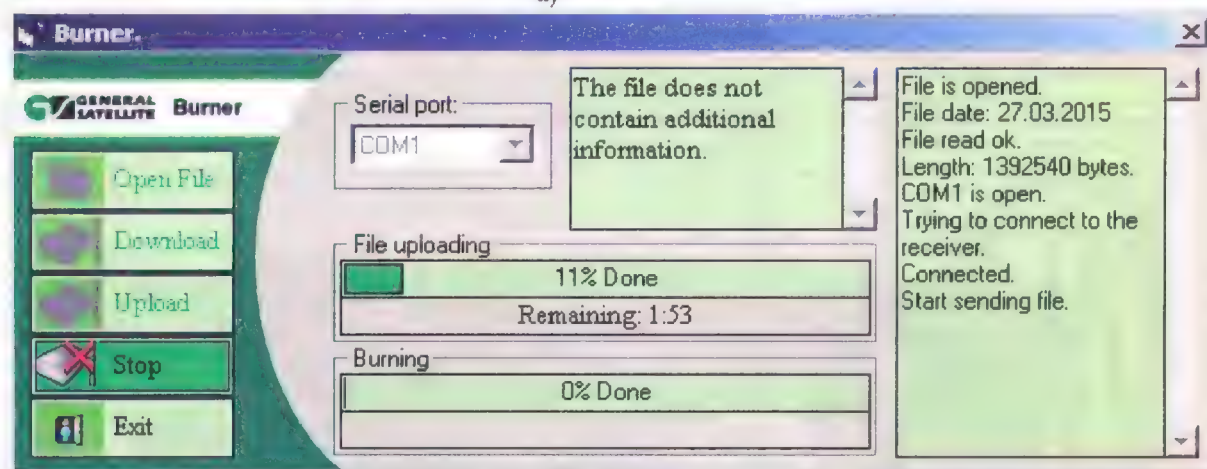 Burner.
GENERAL
SATELLITE
Burner
Open File
Download
Upload
Stop
Exit
Serial port:
COM1
The file does not
contain additional
information.
File uploading
11% Done
Remaining: 1:53
Burning
0% Done
File is opened.
File date: 27.03.2015
File read ok.
Length: 1392540 bytes.
COM1 is open.
Trying to connect to the
receiver.
Connected.
Start sending file.